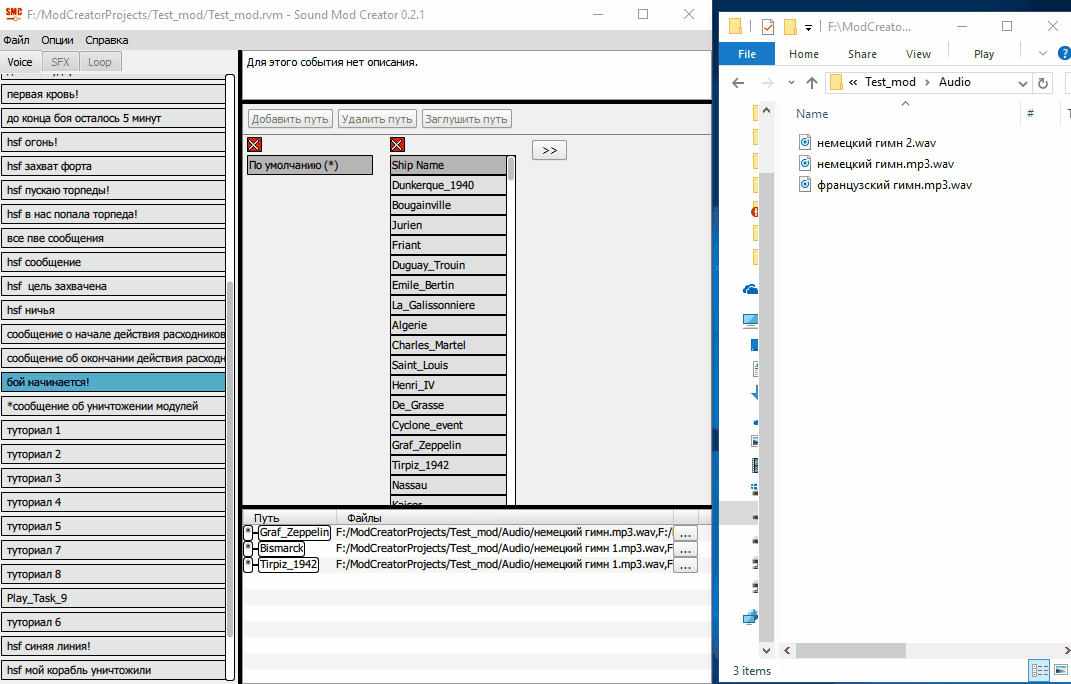 SMC F:/ModCreatorProjects/Test_mod/Test_mod.rvm - Sound Mod Creator 0.2.1
Файл Опции Справка
Voice SFX Loop
первая кровь!
до конца боя осталось 5 минут
hsf огонь!
hsf захват форта
hsf пускаю торпеды!
hsf в нас попала торпеда!
все пве сообщения
hsf сообщение
hsf цель захвачена
hsf ничья
сообщение о начале действия расходников
сообщение об окончании действия расходн
бой начинается!
*сообщение об уничтожении модулей
туториал 1
туториал 2
туториал 3
туториал 4
туториал 5
туториал 7
туториал 8
Play_Task_9
туториал 6
hsf синяя линия!
hsf мой корабль уничтожили
Для этого события нет описания.
Добавить путь Удалить путь Заглушить путь
По умолчанию (*)
Ship Name
Dunkerque_1940
Bougainville
Jurien
Friant
Duguay_Trouin
Emile_Bertin
La_Galissonniere
Algerie
Charles_Martel
Saint_Louis
Henri_IV
De_Grasse
Cyclone_event
Graf_Zeppelin
Tirpiz_1942
Nassau
Kaiser
>>
Путь Файлы
* Graf_Zeppelin F:/ModCreatorProjects/Test_mod/Audio/немецкий гимн.mp3.wav,F:/ ...
* Bismarck F:/ModCreatorProjects/Test_mod/Audio/немецкий гимн 1.mp3.wav,F ...
* Tirpiz_1942 F:/ModCreatorProjects/Test_mod/Audio/немецкий гимн 1.mp3.wav,F ...
F:\ModCreato...
File Home Share View Play
« Test_mod › Audio
Name #
немецкий гимн 2.wav
немецкий гимн.mp3.wav
французский гимн.mp3.wav
3 items